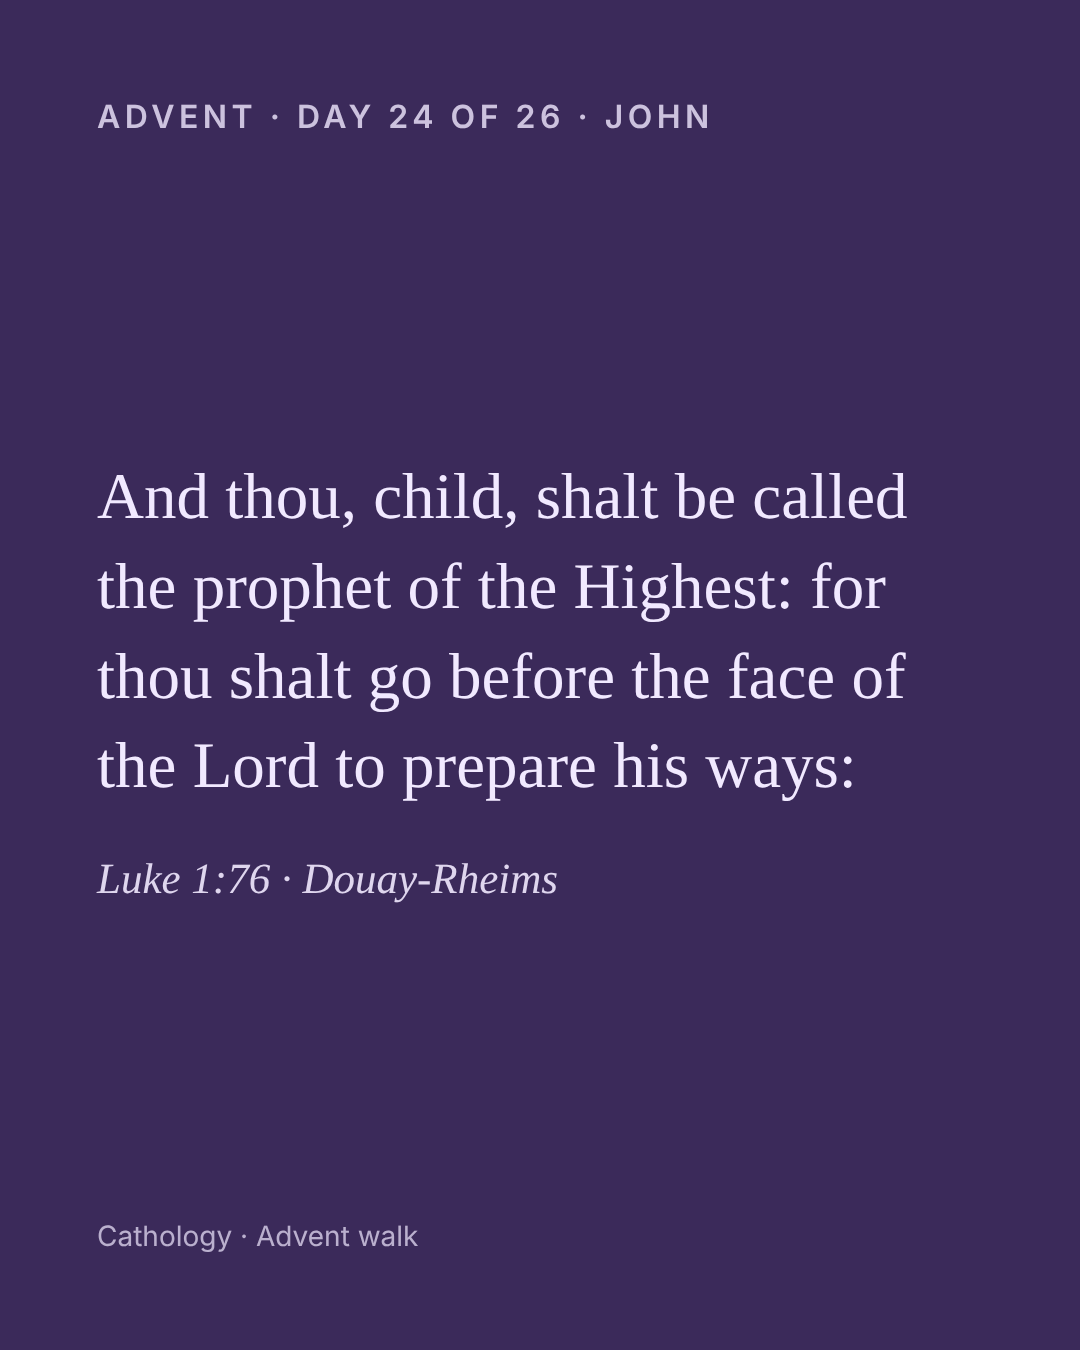 ADVENT · DAY 24 OF 26 · JOHN
And thou, child, shalt be called
the prophet of the Highest: for
thou shalt go before the face of
the Lord to prepare his ways:
Luke 1:76 · Douay-Rheims
Cathology · Advent walk